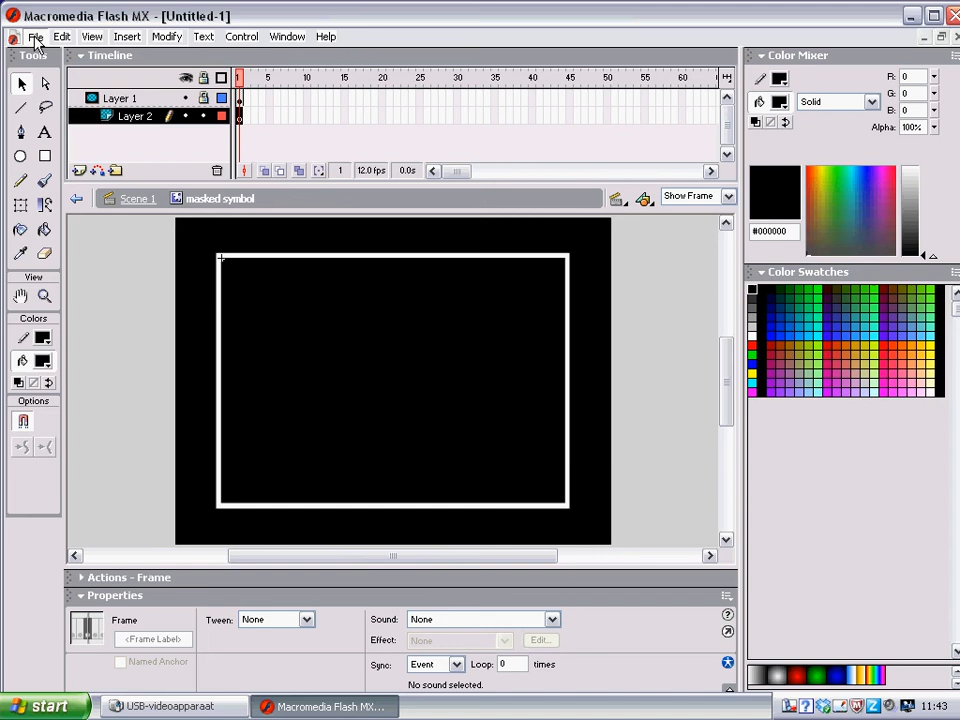 Macromedia Flash MX - [Untitled-1]
File Edit View Insert Modify Text Control Window Help
Tools
Timeline
Color Mixer
1 5 10 15 20 25 30 35 40 45 50 55 60
Layer 1
Layer 2
R: 0
Solid
G: 0
B: 0
Alpha: 100%
1 12.0 fps 0.0s
Scene 1 masked symbol
Show Frame
#000000
View
Color Swatches
Colors
Options
Actions - Frame
Properties
Frame
Tween: None
Sound: None
<Frame Label>
Effect: None
Edit...
Named Anchor
Sync: Event
Loop: 0 times
No sound selected.
start
USB-videoapparaat
Macromedia Flash MX...
11:43